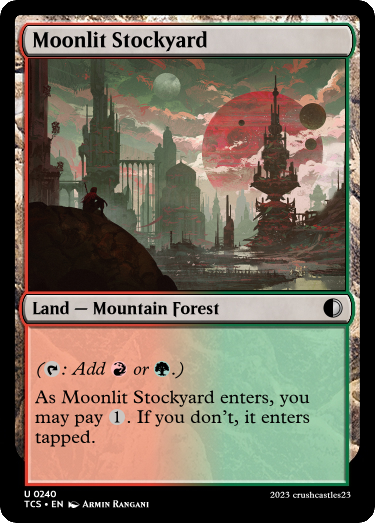 Moonlit Stockyard
Land — Mountain Forest
(: Add or .)
As Moonlit Stockyard enters, you
may pay 1. If you don't, it enters
tapped.
U 0240
TCS • EN Armin Rangani
2023 crushcastles23